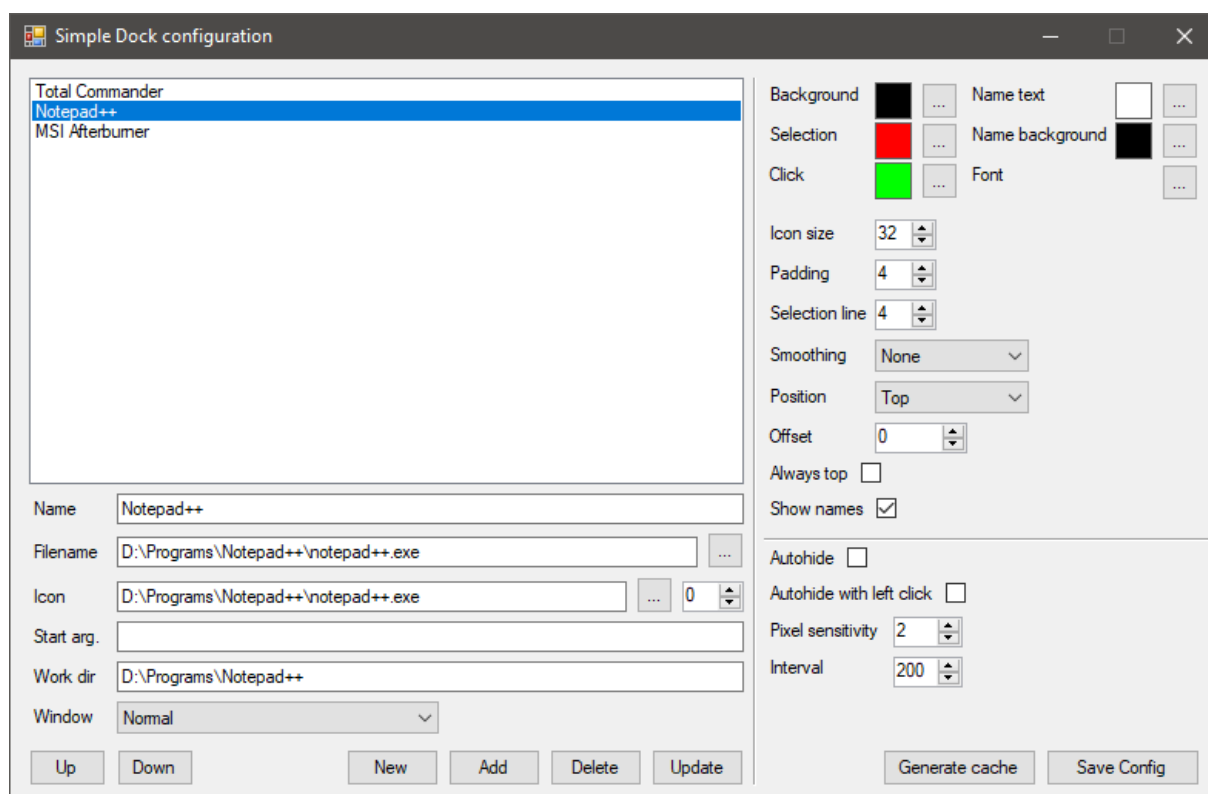 Simple Dock configuration
Total Commander
Notepad++
MSI Afterburner
Name Notepad++
Filename D:\Programs\Notepad++\notepad++.exe ...
Icon D:\Programs\Notepad++\notepad++.exe ... 0
Start arg.
Work dir D:\Programs\Notepad++
Window Normal
Up Down New Add Delete Update
Background ... Name text ...
Selection ... Name background ...
Click ... Font ...
Icon size 32
Padding 4
Selection line 4
Smoothing None
Position Top
Offset 0
Always top
Show names
Autohide
Autohide with left click
Pixel sensitivity 2
Interval 200
Generate cache Save Config